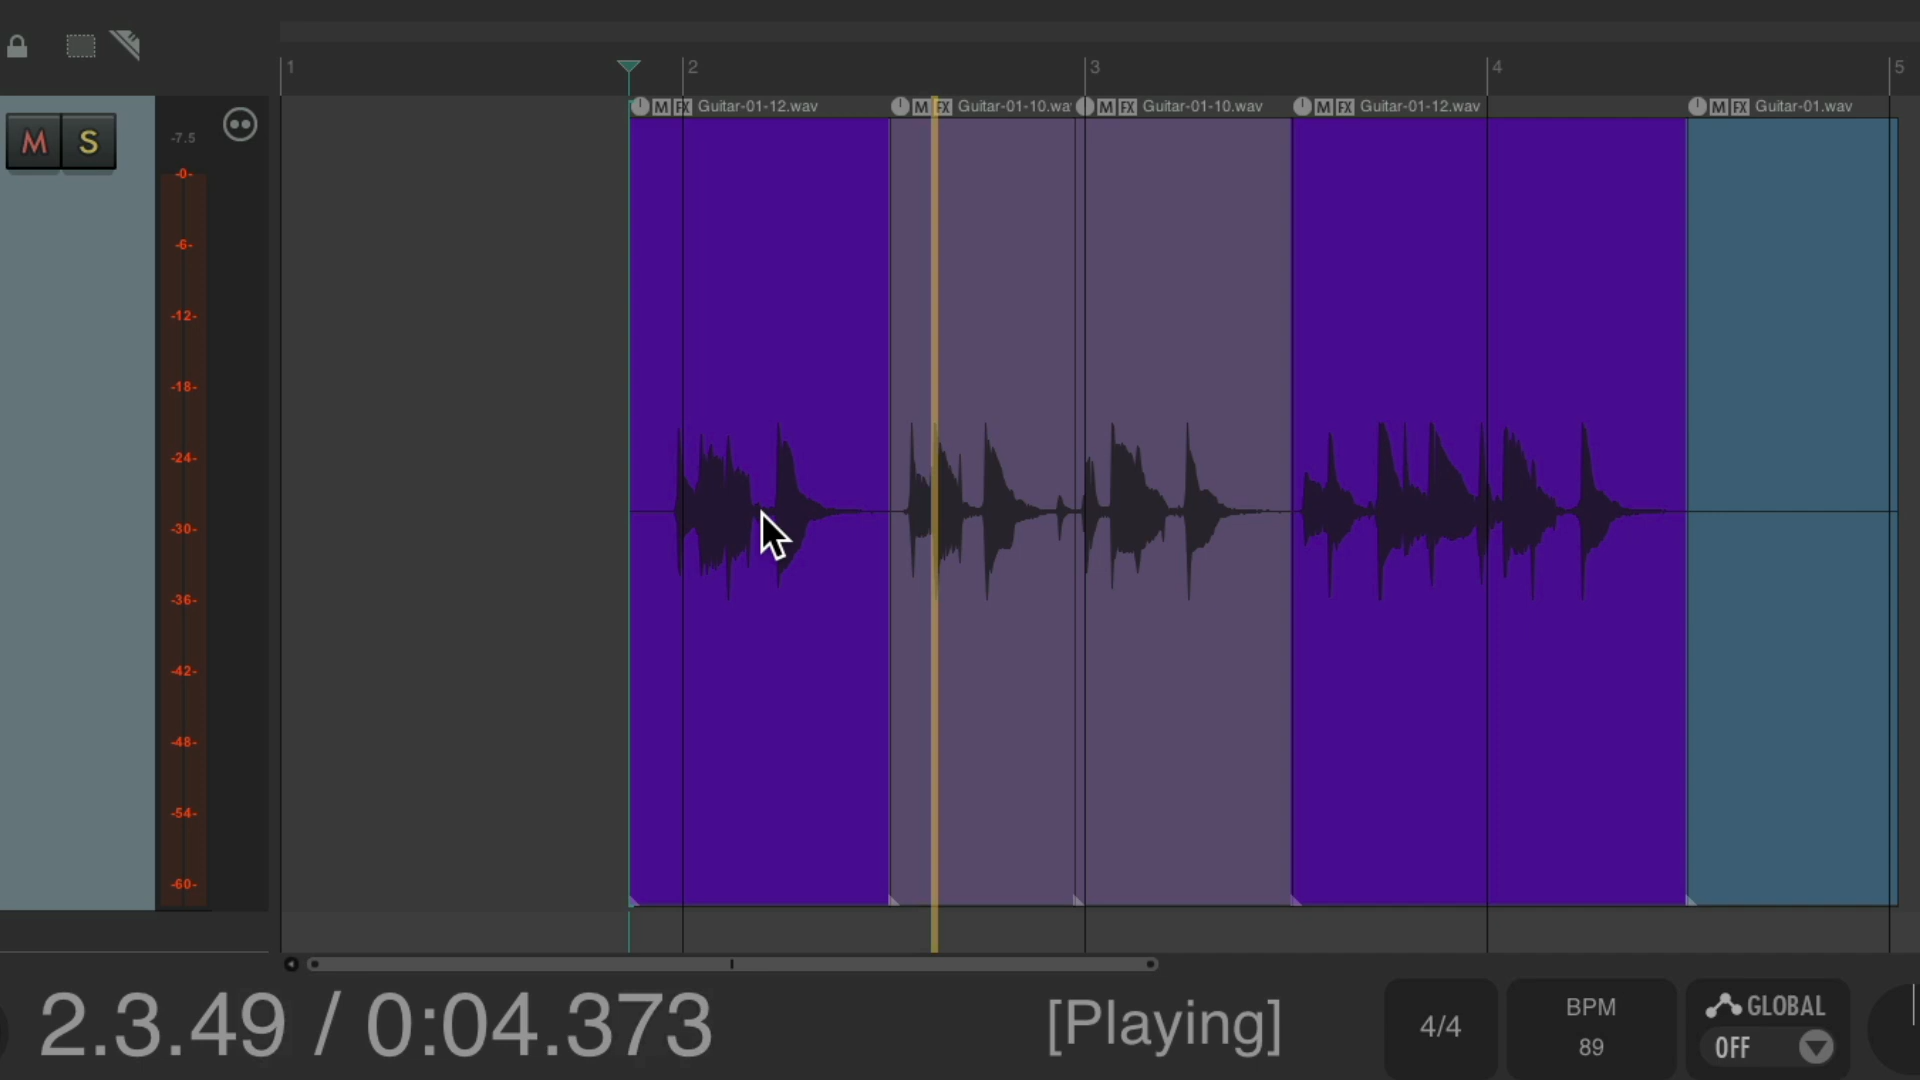 1 2 3 4 5
M FX Guitar-01-12.wav M FX Guitar-01-10.wa M FX Guitar-01-10.wav M FX Guitar-01-12.wav M FX Guitar-01.wav
M S
-7.5
-0-
-6-
-12-
-18-
-24-
-30-
-36-
-42-
-48-
-54-
-60-
2.3.49 / 0:04.373 [Playing] 4/4
BPM
89
GLOBAL
OFF